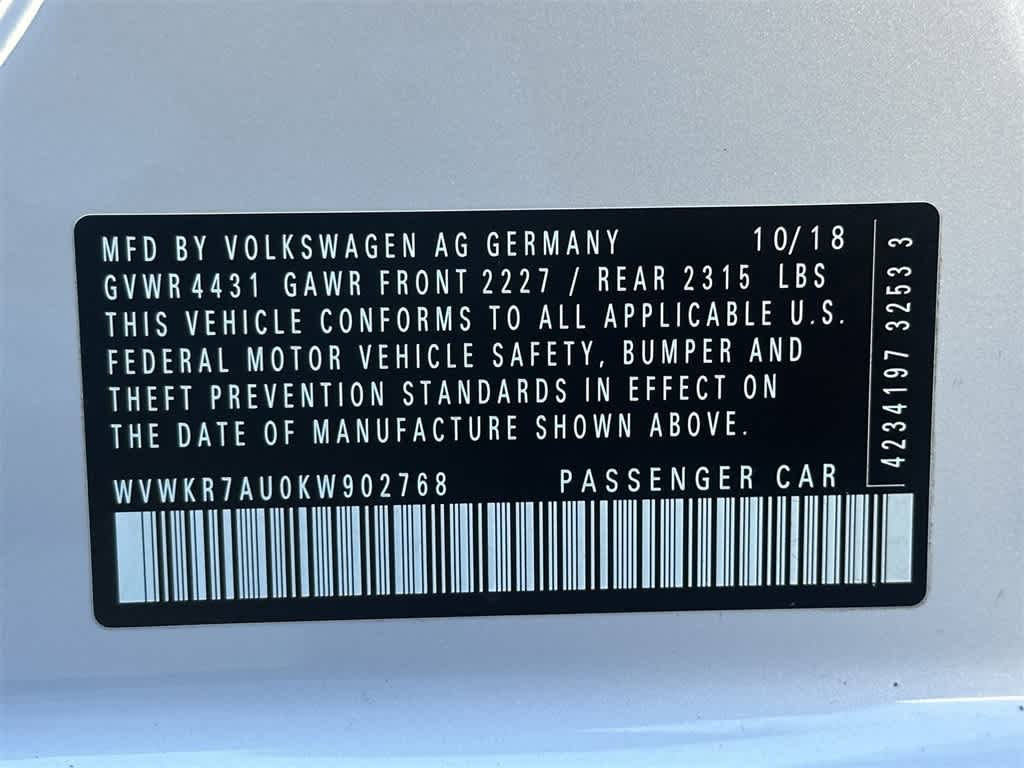 MFD BY VOLKSWAGEN AG GERMANY 10/18
GVWR 4431 GAWR FRONT 2227 / REAR 2315 LBS
THIS VEHICLE CONFORMS TO ALL APPLICABLE U.S.
FEDERAL MOTOR VEHICLE SAFETY, BUMPER AND
THEFT PREVENTION STANDARDS IN EFFECT ON
THE DATE OF MANUFACTURE SHOWN ABOVE.
WVWKR7AU0KW902768 PASSENGER CAR
4234197 3253 3